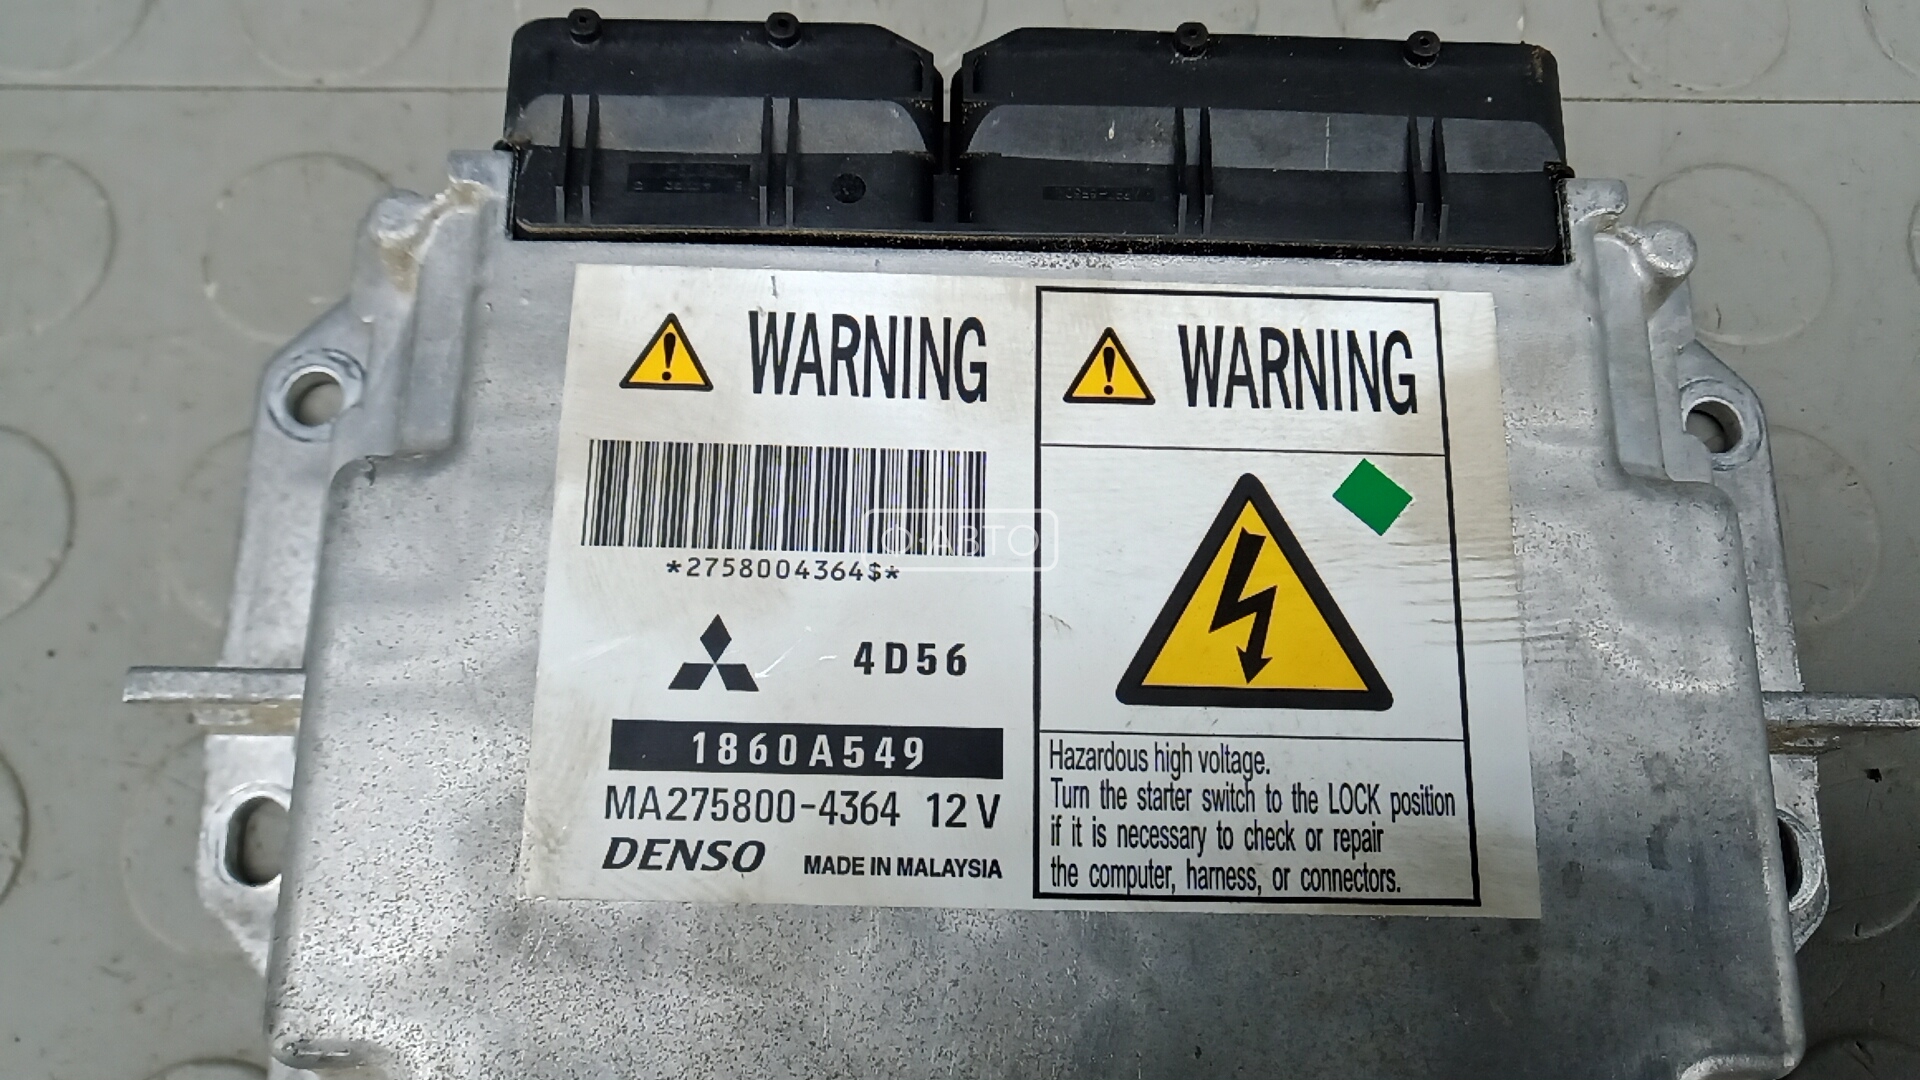 WARNING
*2758004364$*
4D56
1860A549
MA275800-4364 12V
DENSO MADE IN MALAYSIA
WARNING
Hazardous high voltage.
Turn the starter switch to the LOCK position
if it is necessary to check or repair
the computer, harness, or connectors.
О·АВТО